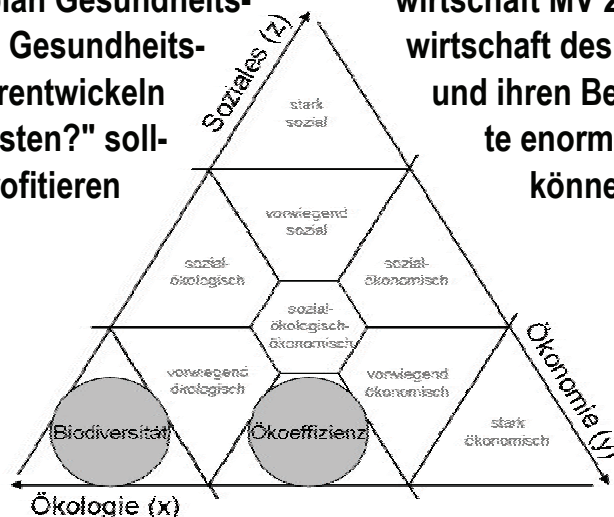 plan Gesundheits-
Gesundheits-
rentwickeln
sten?" soll-
ofitieren
wirtschaft MV
wirtschaft des
und ihren Be
te enorm
könne
Soziales (z)
stark
sozial
vorwiegend
sozial
sozial-
ökologisch
sozial-
ökonomisch
sozial-
ökologisch-
ökonomisch
vorwiegend
ökologisch
vorwiegend
ökonomisch
stark
ökonomisch
Biodiversität
Ökoeffizienz
Ökonomie (y)
Ökologie (x)